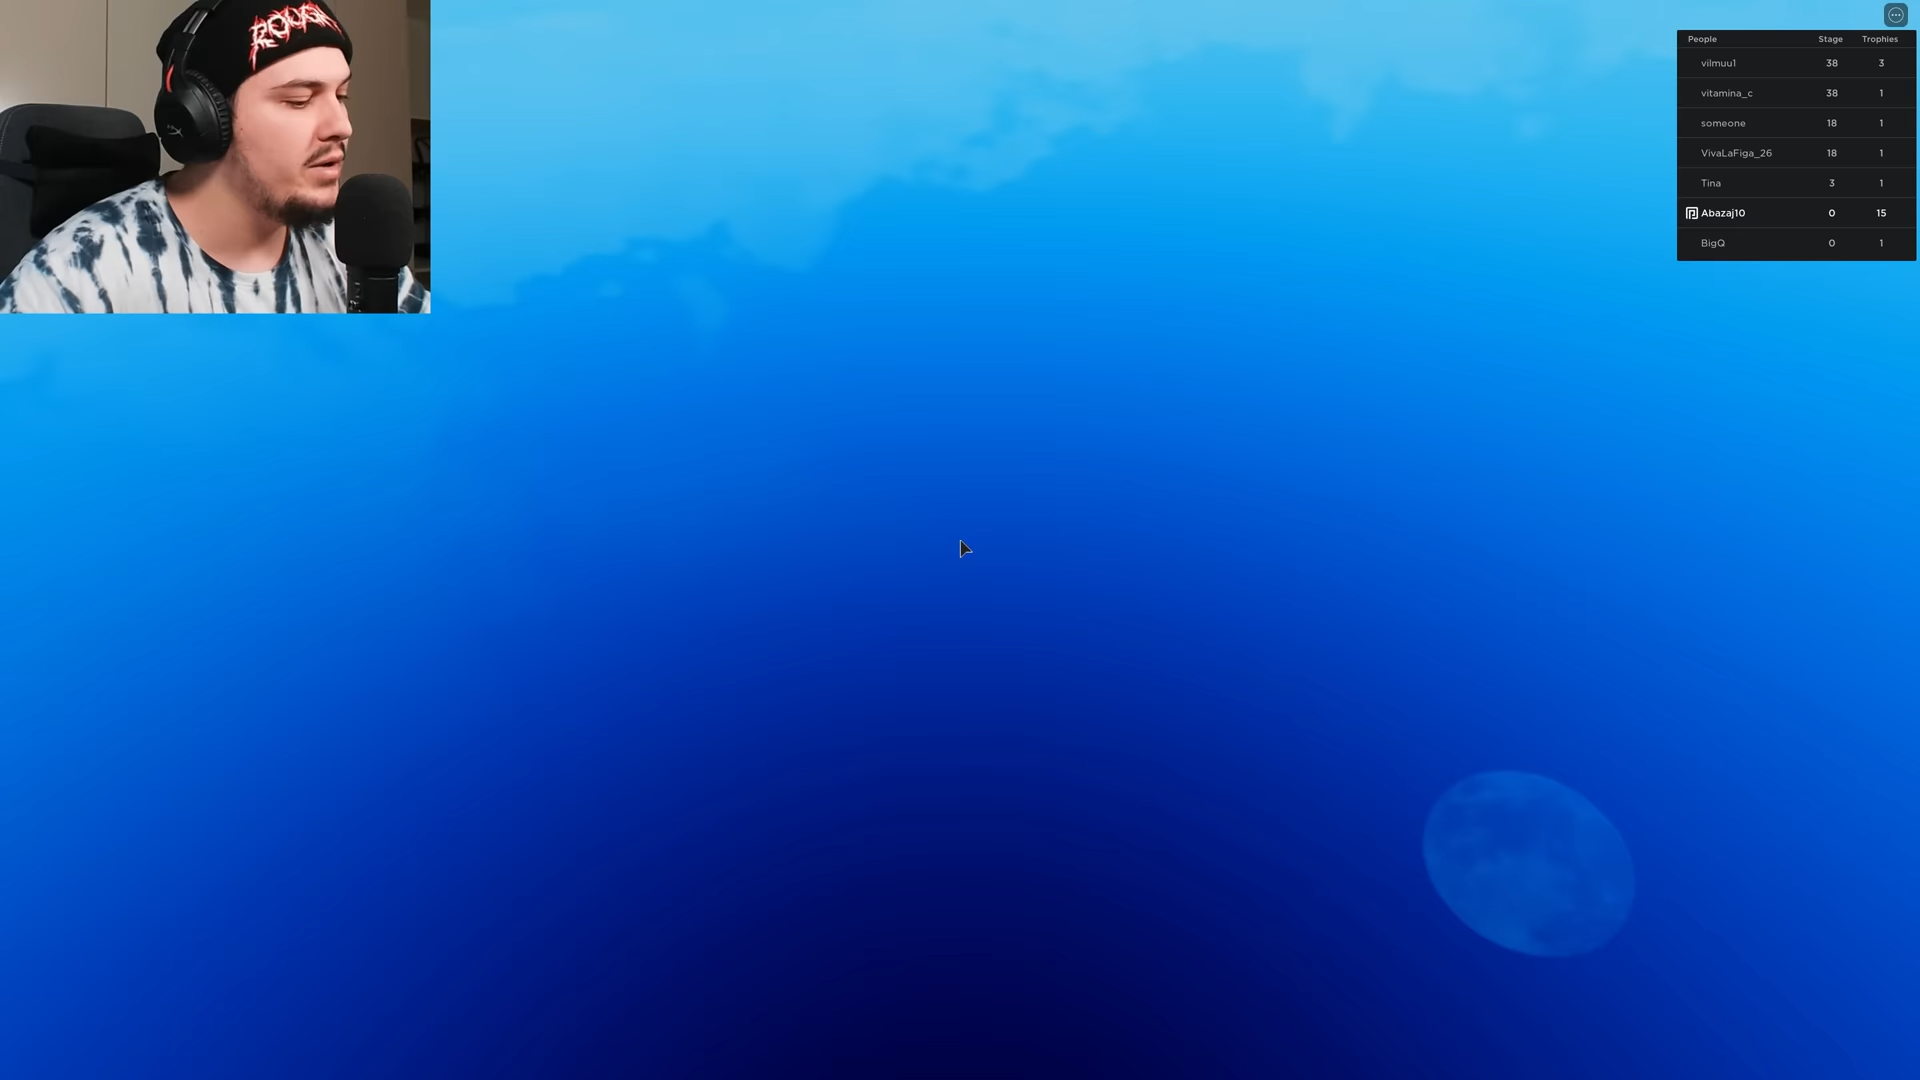 People Stage Trophies
vilmuu1 38 3
vitamina_c 38 1
someone 18 1
VivaLaFiga_26 18 1
Tina 3 1
Abazaj10 0 15
BigQ 0 1